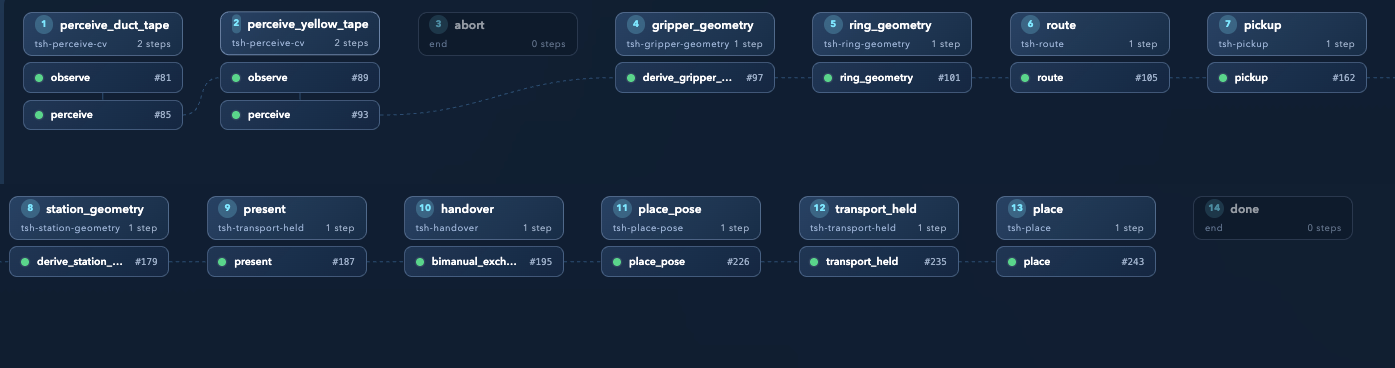 1 perceive_duct_tape 2 perceive_yellow_tape 3 abort 4 gripper_geometry 5 ring_geometry 6 route 7 pickup
tsh-perceive-cv 2 steps tsh-perceive-cv 2 steps end 0 steps tsh-gripper-geometry 1 step tsh-ring-geometry 1 step tsh-route 1 step tsh-pickup 1 step
observe #81 observe #89 derive_gripper_... #97 ring_geometry #101 route #105 pickup #162
perceive #85 perceive #93
8 station_geometry 9 present 10 handover 11 place_pose 12 transport_held 13 place 14 done
tsh-station-geometry 1 step tsh-transport-held 1 step tsh-handover 1 step tsh-place-pose 1 step tsh-transport-held 1 step tsh-place 1 step end 0 steps
derive_station_... #179 present #187 bimanual_exch... #195 place_pose #226 transport_held #235 place #243